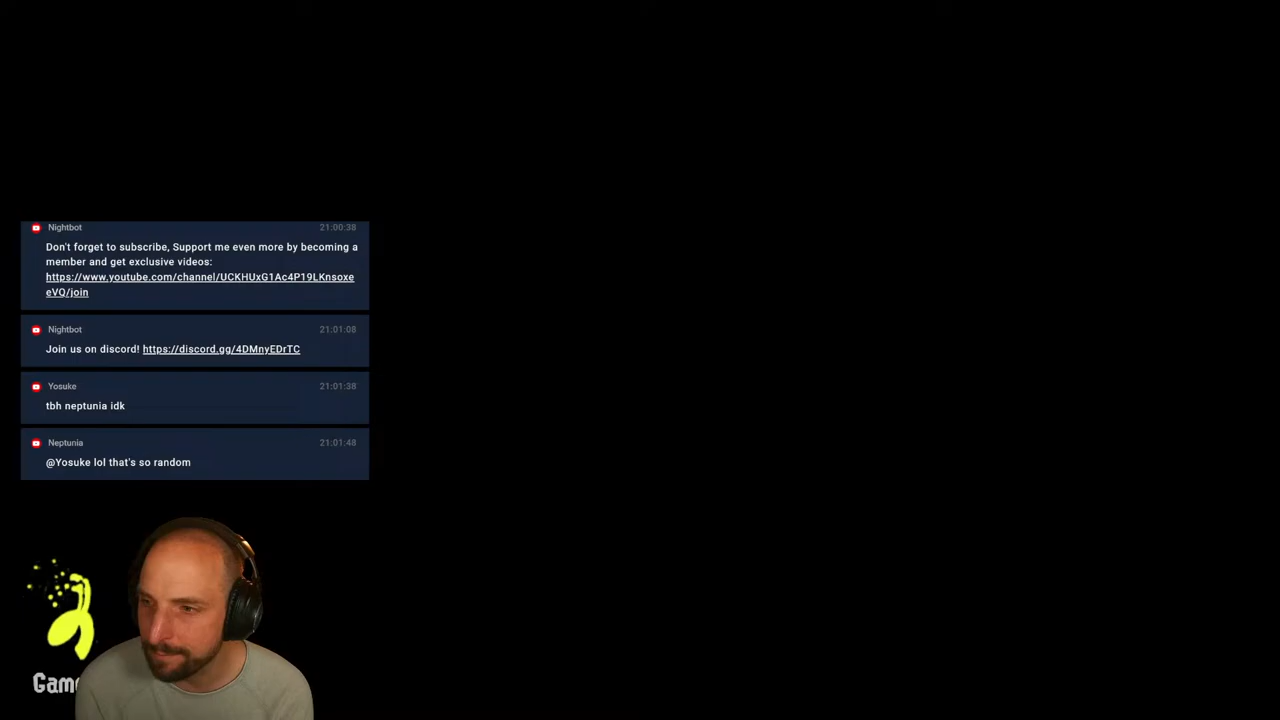 Nightbot 21:00:38
Don't forget to subscribe, Support me even more by becoming a
member and get exclusive videos:
https://www.youtube.com/channel/UCKHUxG1Ac4P19LKnsoxe
eVQ/join
Nightbot 21:01:08
Join us on discord! https://discord.gg/4DMnyEDrTC
Yosuke 21:01:38
tbh neptunia idk
Neptunia 21:01:48
@Yosuke lol that's so random